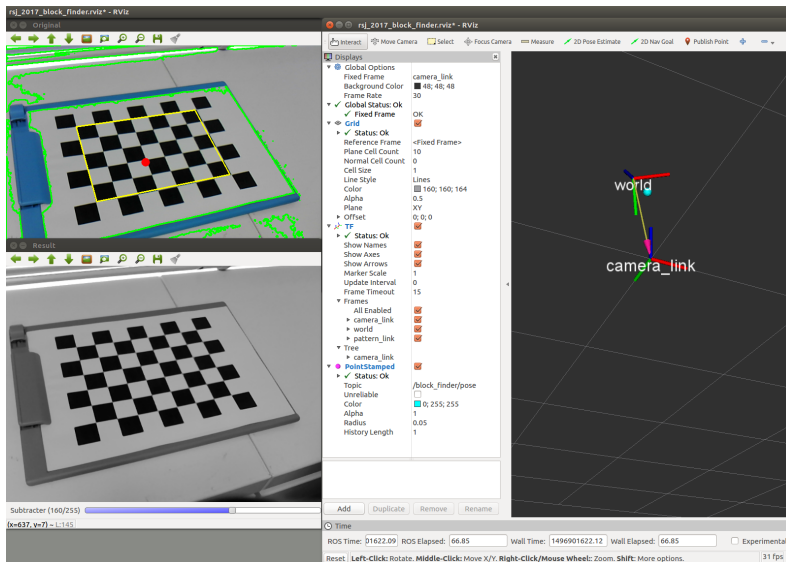 rsj_2017_block_finder.rviz* - RViz
Original
Result
Subtracter (160/255)
(x=637, y=7) ~ L:145
rsj_2017_block_finder.rviz* - RViz
Interact Move Camera Select Focus Camera Measure 2D Pose Estimate 2D Nav Goal Publish Point
Displays
Global Options
Fixed Frame camera_link
Background Color 48; 48; 48
Frame Rate 30
Global Status: Ok
Fixed Frame OK
Grid
Status: Ok
Reference Frame <Fixed Frame>
Plane Cell Count 10
Normal Cell Count 0
Cell Size 1
Line Style Lines
Color 160; 160; 164
Alpha 0.5
Plane XY
Offset 0; 0; 0
TF
Status: Ok
Show Names
Show Axes
Show Arrows
Marker Scale 1
Update Interval 0
Frame Timeout 15
Frames
All Enabled
camera_link
world
pattern_link
Tree
camera_link
PointStamped
Status: Ok
Topic /block_finder/pose
Unreliable
Color 0; 255; 255
Alpha 1
Radius 0.05
History Length 1
Add Duplicate Remove Rename
world
camera_link
Time
ROS Time: 01622.09 ROS Elapsed: 66.85 Wall Time: 1496901622.12 Wall Elapsed: 66.85 Experimental
Reset Left-Click: Rotate. Middle-Click: Move X/Y. Right-Click/Mouse Wheel:: Zoom. Shift: More options. 31 fps